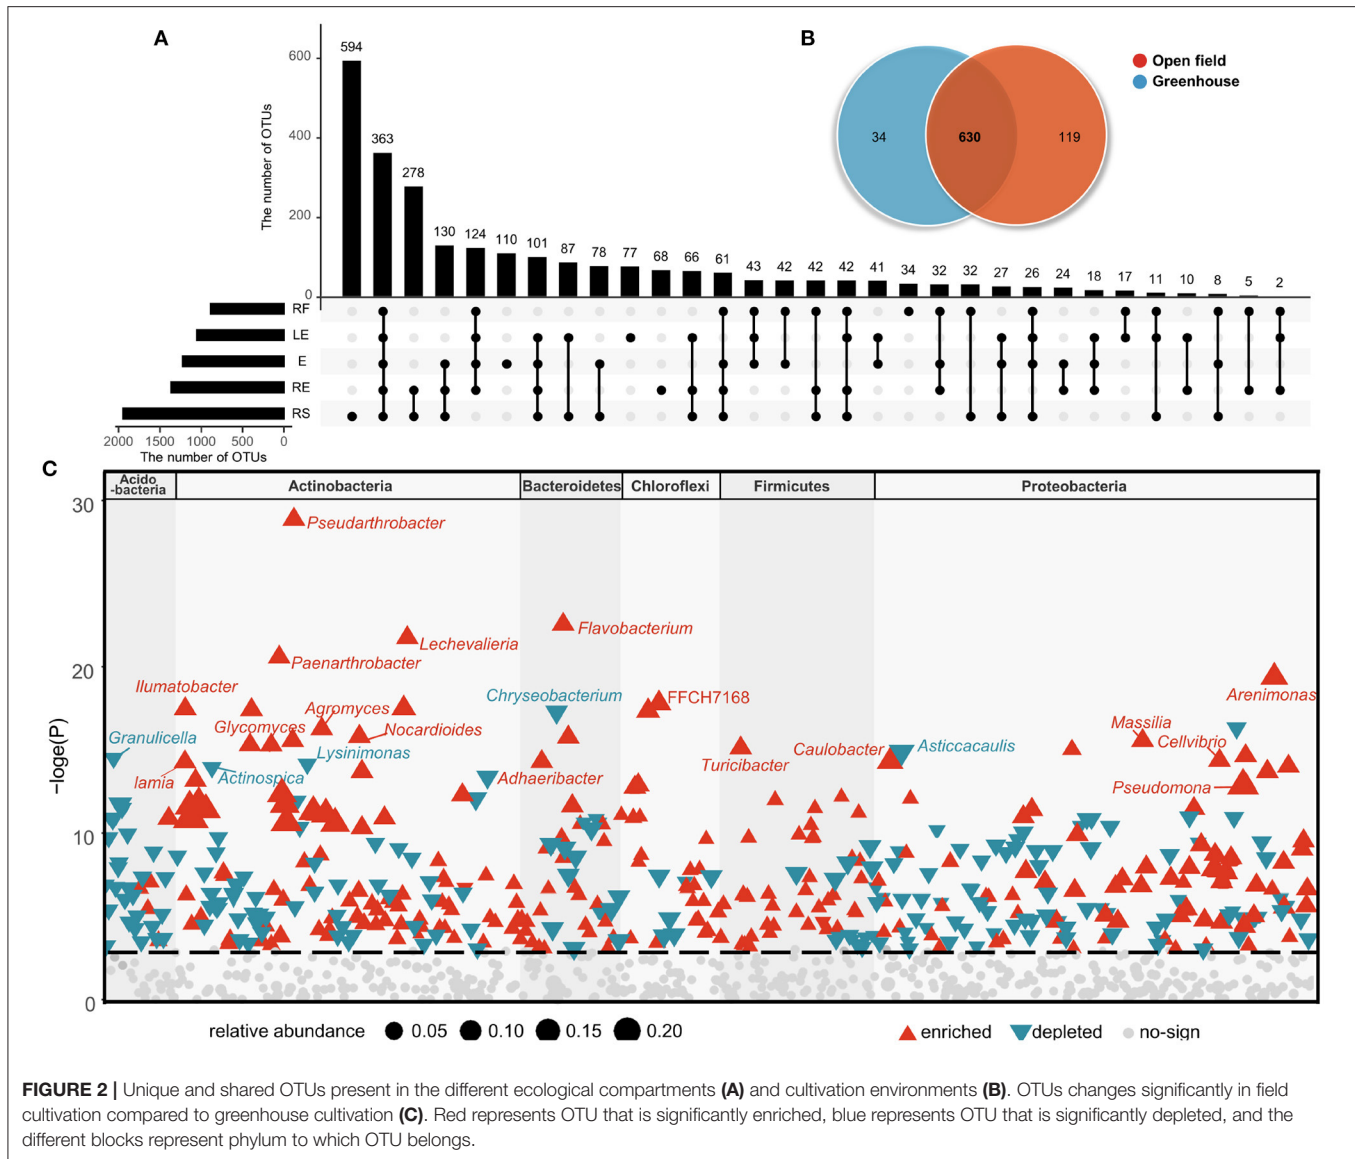 A
B
594
363
278
130
124
110
101
87
78
77
68
66
61
43
42
42
42
41
34
32
32
27
26
24
18
17
11
10
8
5
2
600
400
200
0
The number of OTUs
34
630
119
Open field
Greenhouse
RF
LE
E
RE
RS
2000 1500 1000 500 0
The number of OTUs
C
Acido
-bacteria
Actinobacteria
Bacteroidetes
Chloroflexi
Firmicutes
Proteobacteria
30
20
10
0
−loge(P)
Pseudarthrobacter
Flavobacterium
Lechevalieria
Paenarthrobacter
Ilumatobacter
Chryseobacterium
FFCH7168
Arenimonas
Agromyces
Glycomyces
Nocardioides
Massilia
Granulicella
Lysinimonas
Caulobacter
Asticcacaulis
Cellvibrio
Iamia
Actinospica
Adhaeribacter
Turicibacter
Pseudomona
relative abundance 0.05 0.10 0.15 0.20
enriched depleted no-sign
FIGURE 2 | Unique and shared OTUs present in the different ecological compartments (A) and cultivation environments (B). OTUs changes significantly in field
cultivation compared to greenhouse cultivation (C). Red represents OTU that is significantly enriched, blue represents OTU that is significantly depleted, and the
different blocks represent phylum to which OTU belongs.